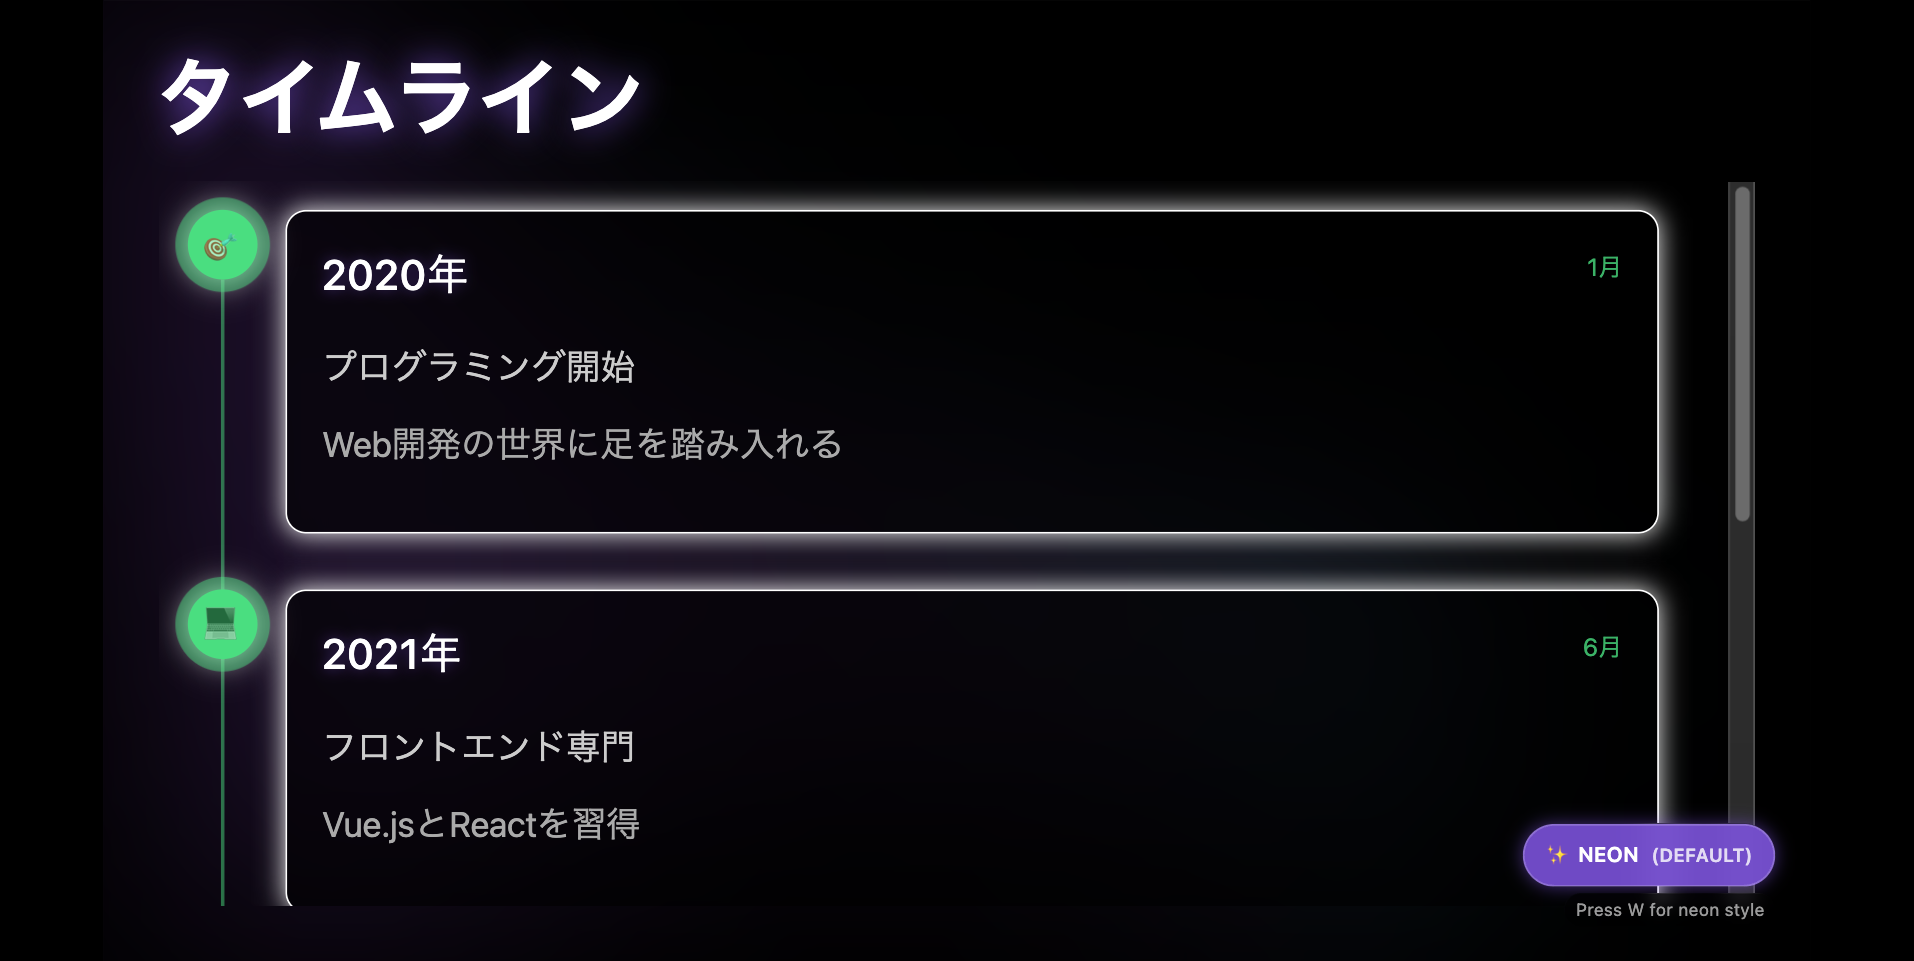 タイムライン
2020年
1月
プログラミング開始
Web開発の世界に足を踏み入れる
2021年
6月
フロントエンド専門
Vue.jsとReactを習得
✨ NEON (DEFAULT)
Press W for neon style